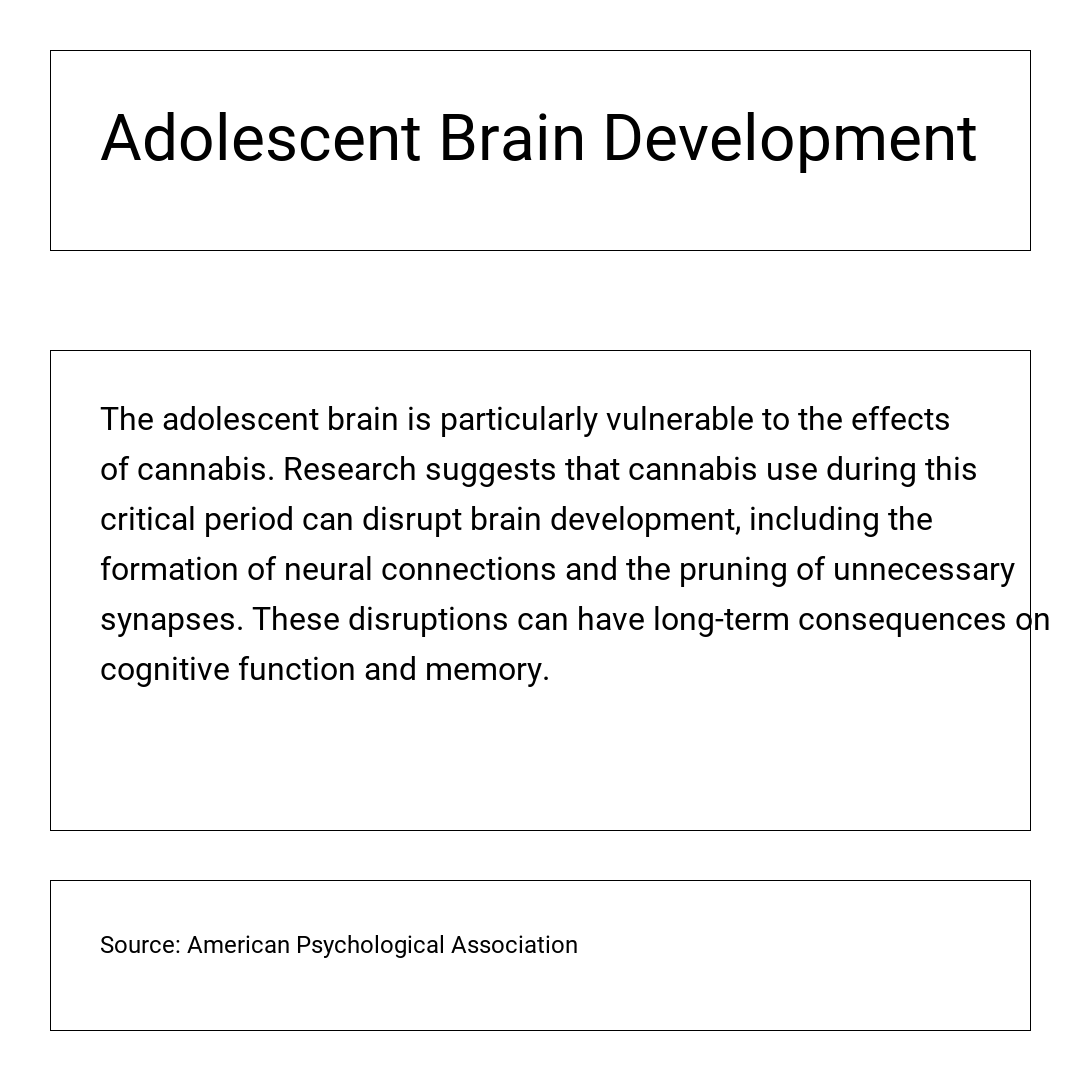 Adolescent Brain Development
The adolescent brain is particularly vulnerable to the effects
of cannabis. Research suggests that cannabis use during this
critical period can disrupt brain development, including the
formation of neural connections and the pruning of unnecessary
synapses. These disruptions can have long-term consequences on
cognitive function and memory.
Source: American Psychological Association